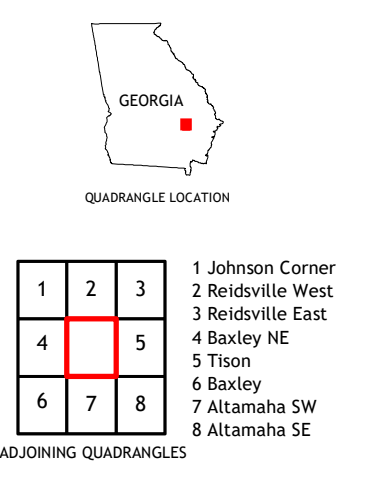 GEORGIA
QUADRANGLE LOCATION
1 2 3
4 5
6 7 8
1 Johnson Corner
2 Reidsville West
3 Reidsville East
4 Baxley NE
5 Tison
6 Baxley
7 Altamaha SW
8 Altamaha SE
ADJOINING QUADRANGLES